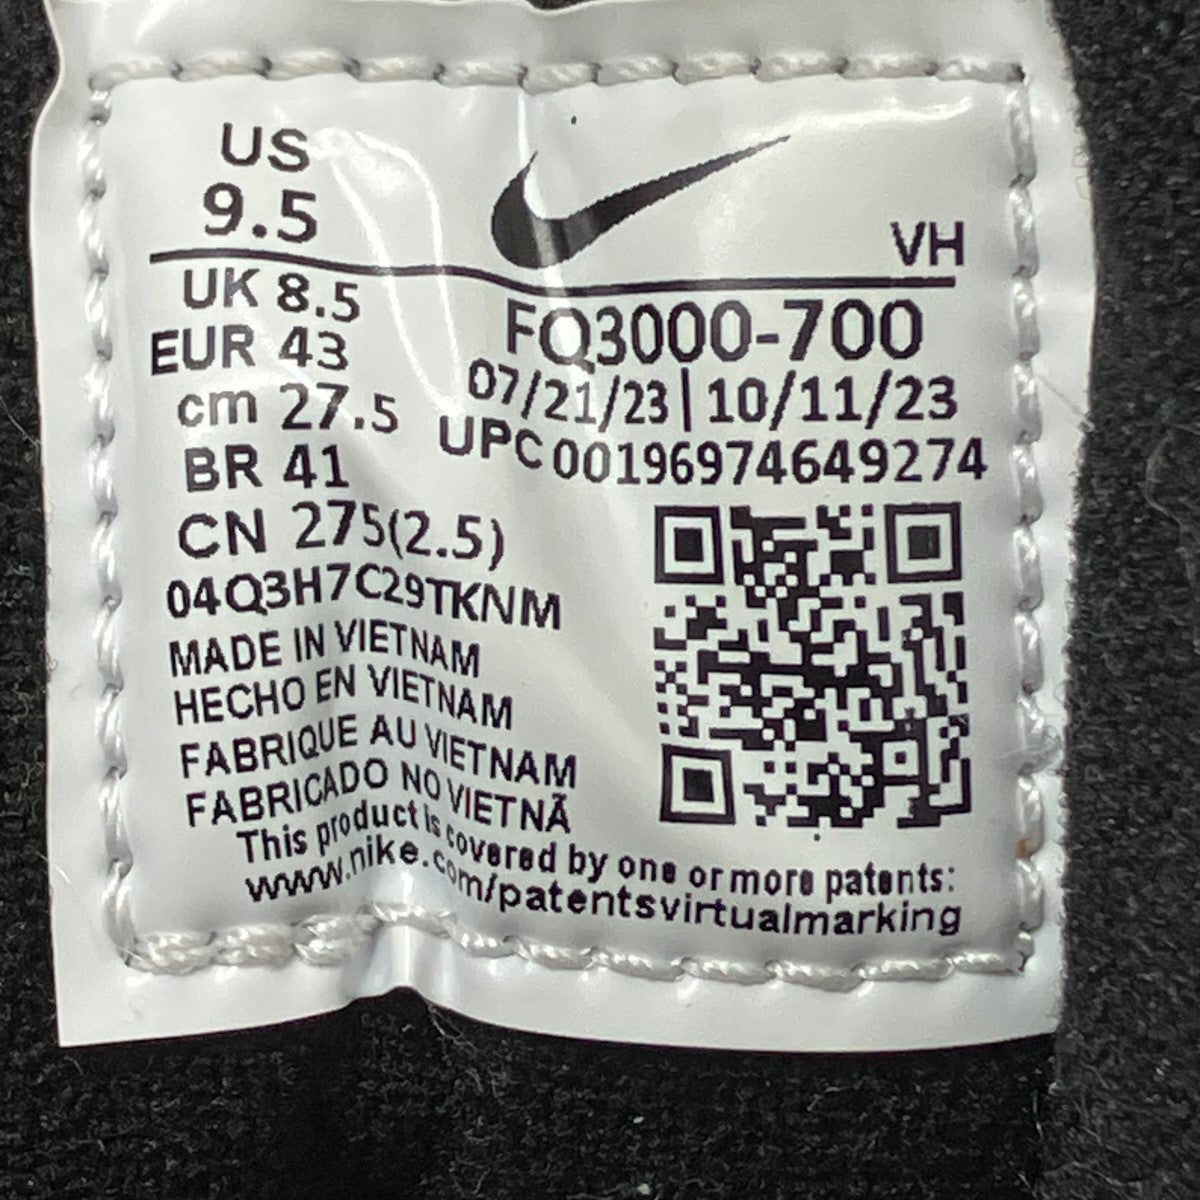 US
9.5
VH
UK 8.5
EUR 43
cm 27.5
BR 41
CN 275(2.5)
FQ3000-700
07/21/23|10/11/23
UPC00196974649274
04Q3H7C29TKNM
MADE IN VIETNAM
HECHO EN VIETNAM
FABRIQUE AU VIETNAM
FABRICADO NO VIETNÃ
This product is covered by one or more patents:
www.nike.com/patentsvirtualmarking